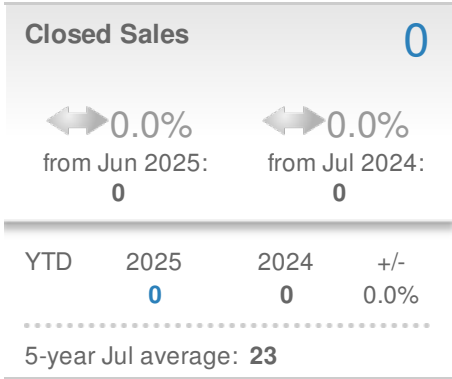 Closed Sales 0
0.0% 0.0%
from Jun 2025: from Jul 2024:
0 0
YTD 2025 2024 +/-
0 0 0.0%
5-year Jul average: 23